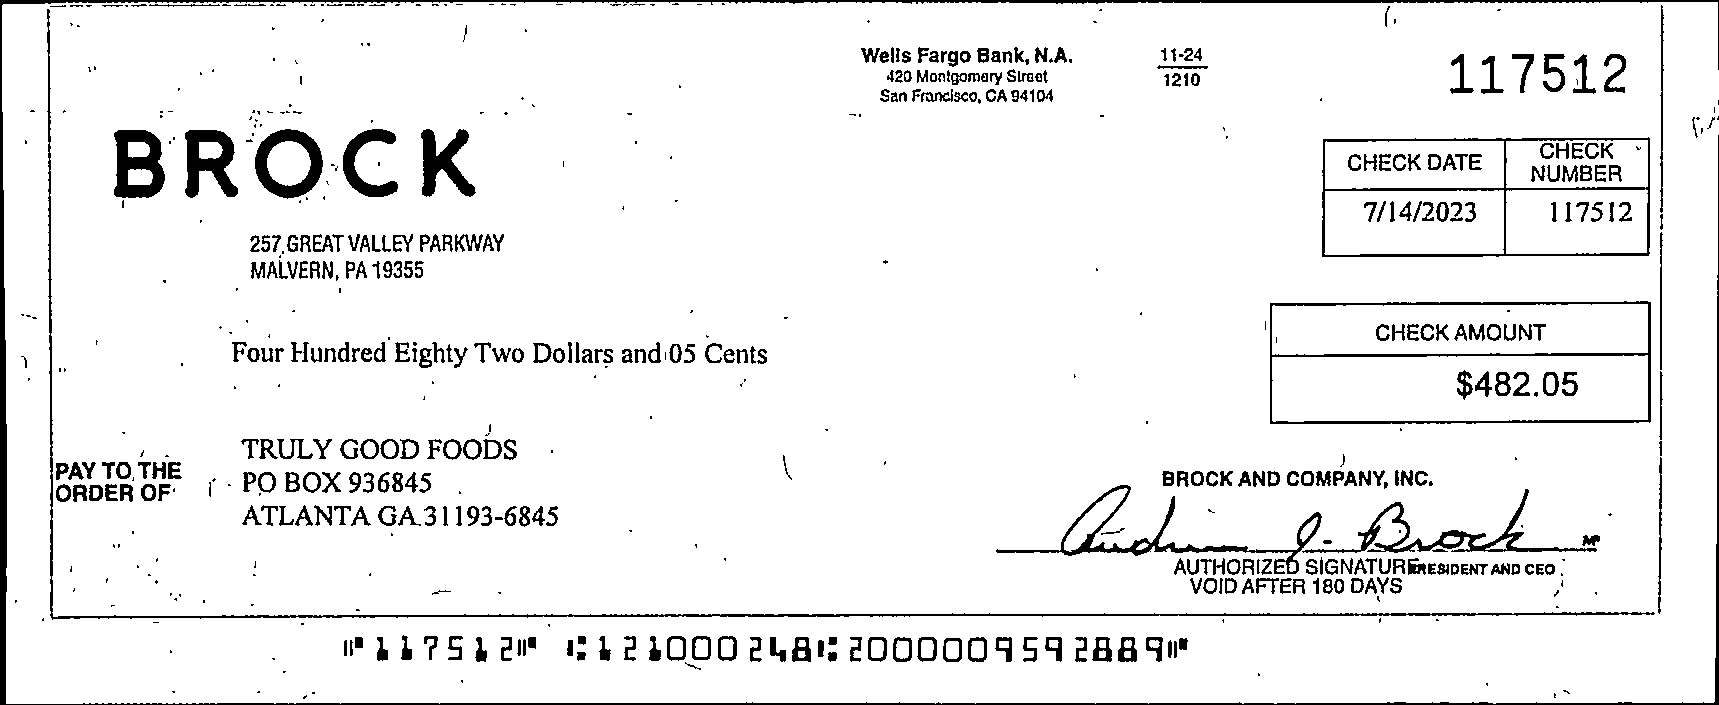 Wells Fargo Bank, N.A.
420 Montgomery Street
San Francisco, CA 94104
11-24
1210
117512
BROCK
257 GREAT VALLEY PARKWAY
MALVERN, PA 19355
CHECK DATE
CHECK NUMBER
7/14/2023
117512
Four Hundred Eighty Two Dollars and 05 Cents
CHECK AMOUNT
$482.05
PAY TO THE
ORDER OF
TRULY GOOD FOODS
PO BOX 936845
ATLANTA GA 31193-6845
BROCK AND COMPANY, INC.
J. Brock
AUTHORIZED SIGNATURE PRESIDENT AND CEO
VOID AFTER 180 DAYS
⑈117512⑈ ⑆121000248⑆2000009592889⑈